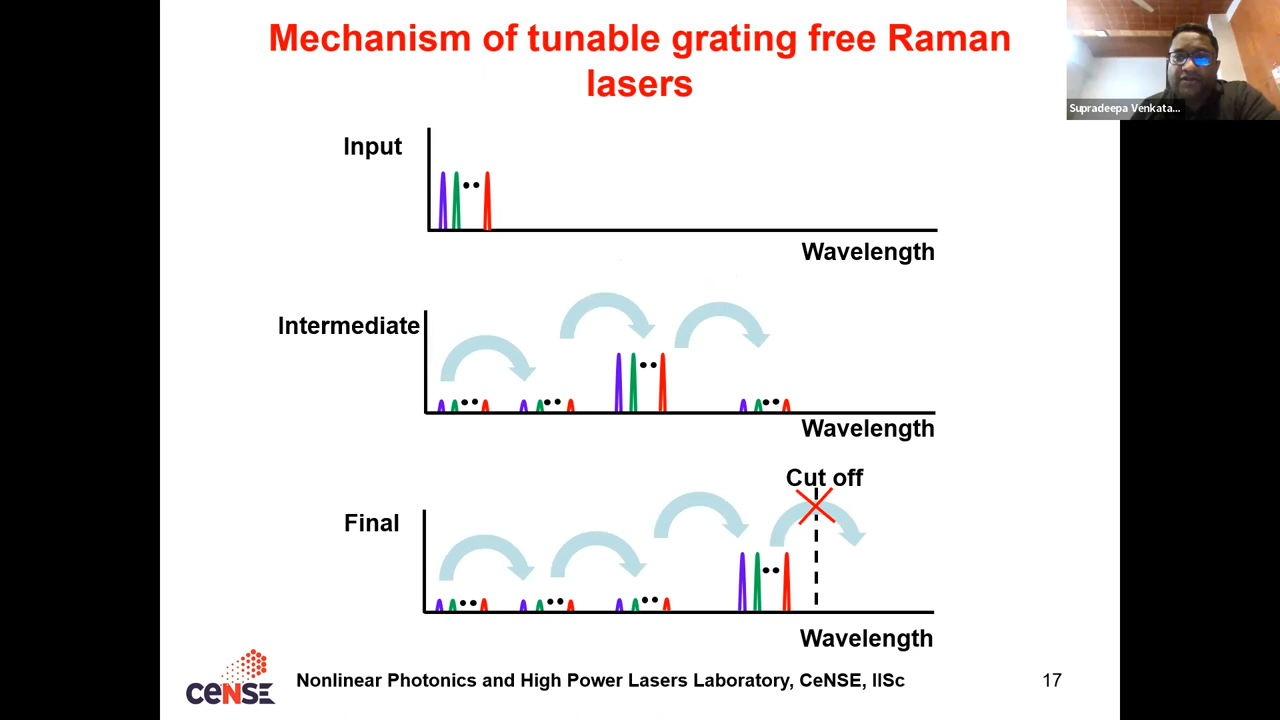 Mechanism of tunable grating free Raman
lasers
Supradeepa Venkata...
Input
Wavelength
Intermediate
Wavelength
Cut off
Final
Wavelength
ceNSE
Nonlinear Photonics and High Power Lasers Laboratory, CeNSE, IISc
17